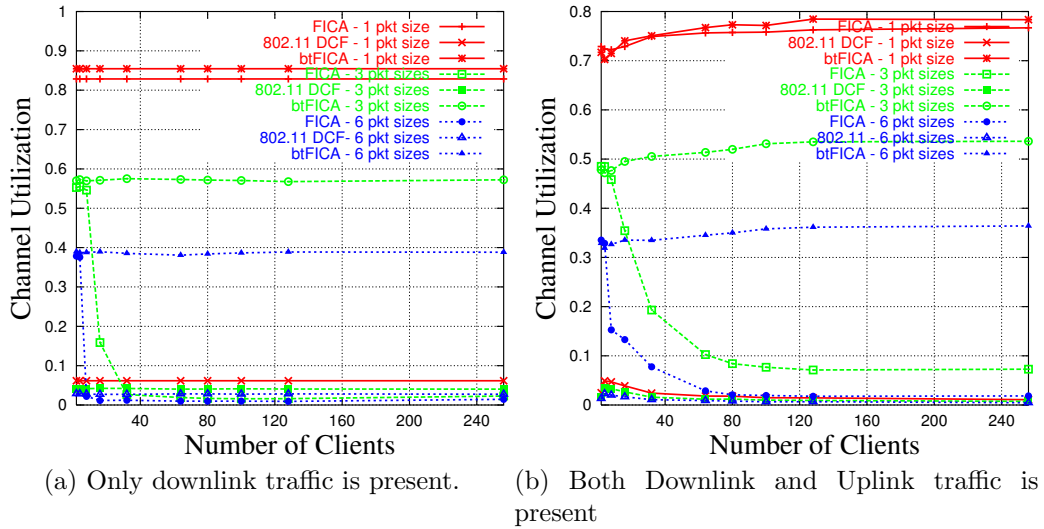 Channel Utilization
1
0.9
0.8
0.7
0.6
0.5
0.4
0.3
0.2
0.1
0
40
80
120
160
200
240
Number of Clients
FICA - 1 pkt size
802.11 DCF - 1 pkt size
btFICA - 1 pkt size
FICA - 3 pkt sizes
802.11 DCF - 3 pkt sizes
btFICA - 3 pkt sizes
FICA - 6 pkt sizes
802.11 DCF- 6 pkt sizes
btFICA - 6 pkt sizes
(a) Only downlink traffic is present.
Channel Utilization
0.8
0.7
0.6
0.5
0.4
0.3
0.2
0.1
0
40
80
120
160
200
240
Number of Clients
FICA - 1 pkt size
802.11 DCF - 1 pkt size
btFICA - 1 pkt size
FICA - 3 pkt sizes
802.11 DCF - 3 pkt sizes
btFICA - 3 pkt sizes
FICA - 6 pkt sizes
802.11 - 6 pkt sizes
btFICA - 6 pkt sizes
(b) Both Downlink and Uplink traffic is
present